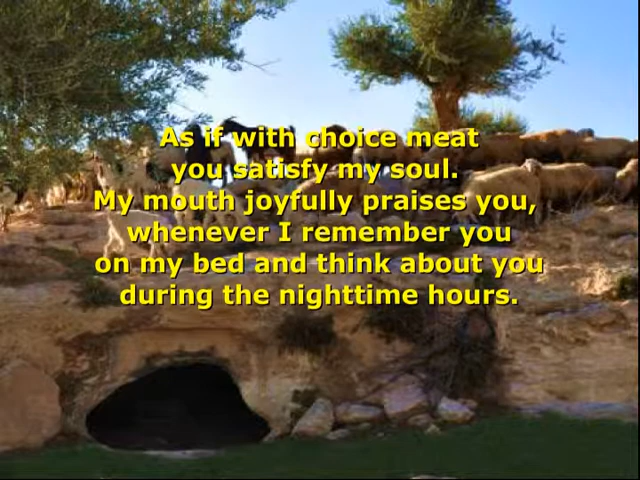 As if with choice meat
you satisfy my soul.
My mouth joyfully praises you,
whenever I remember you
on my bed and think about you
during the nighttime hours.